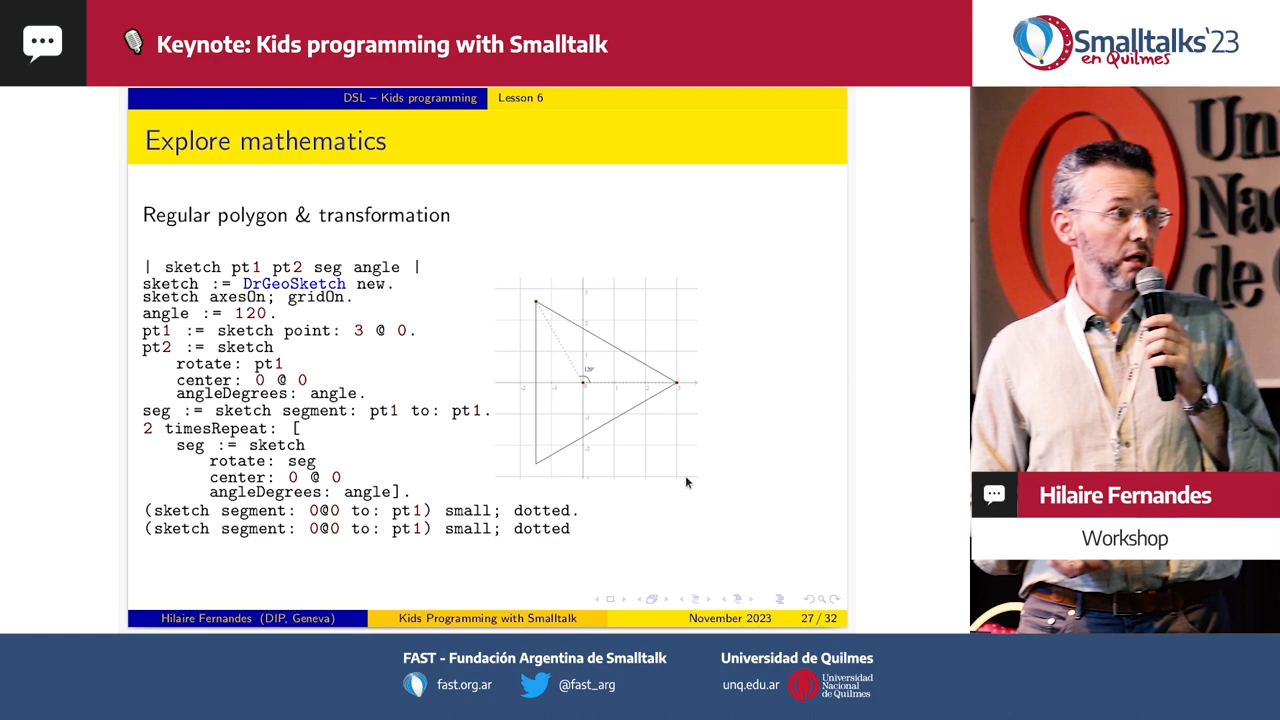 Keynote: Kids programming with Smalltalk
Smalltalks'23
en Quilmes
DSL – Kids programming
Lesson 6
Explore mathematics
Regular polygon & transformation
| sketch pt1 pt2 seg angle |
sketch := DrGeoSketch new.
sketch axesOn; gridOn.
angle := 120.
pt1 := sketch point: 3 @ 0.
pt2 := sketch
rotate: pt1
center: 0 @ 0
angleDegrees: angle.
seg := sketch segment: pt1 to: pt1.
2 timesRepeat: [
seg := sketch
rotate: seg
center: 0 @ 0
angleDegrees: angle].
(sketch segment: 0@0 to: pt1) small; dotted.
(sketch segment: 0@0 to: pt1) small; dotted
120°
Hilaire Fernandes (DIP, Geneva)
Kids Programming with Smalltalk
November 2023
27 / 32
Un
Na
de C
Hilaire Fernandes
Workshop
FAST - Fundación Argentina de Smalltalk
fast.org.ar
@fast_arg
Universidad de Quilmes
unq.edu.ar
Universidad
Nacional
de Quilmes